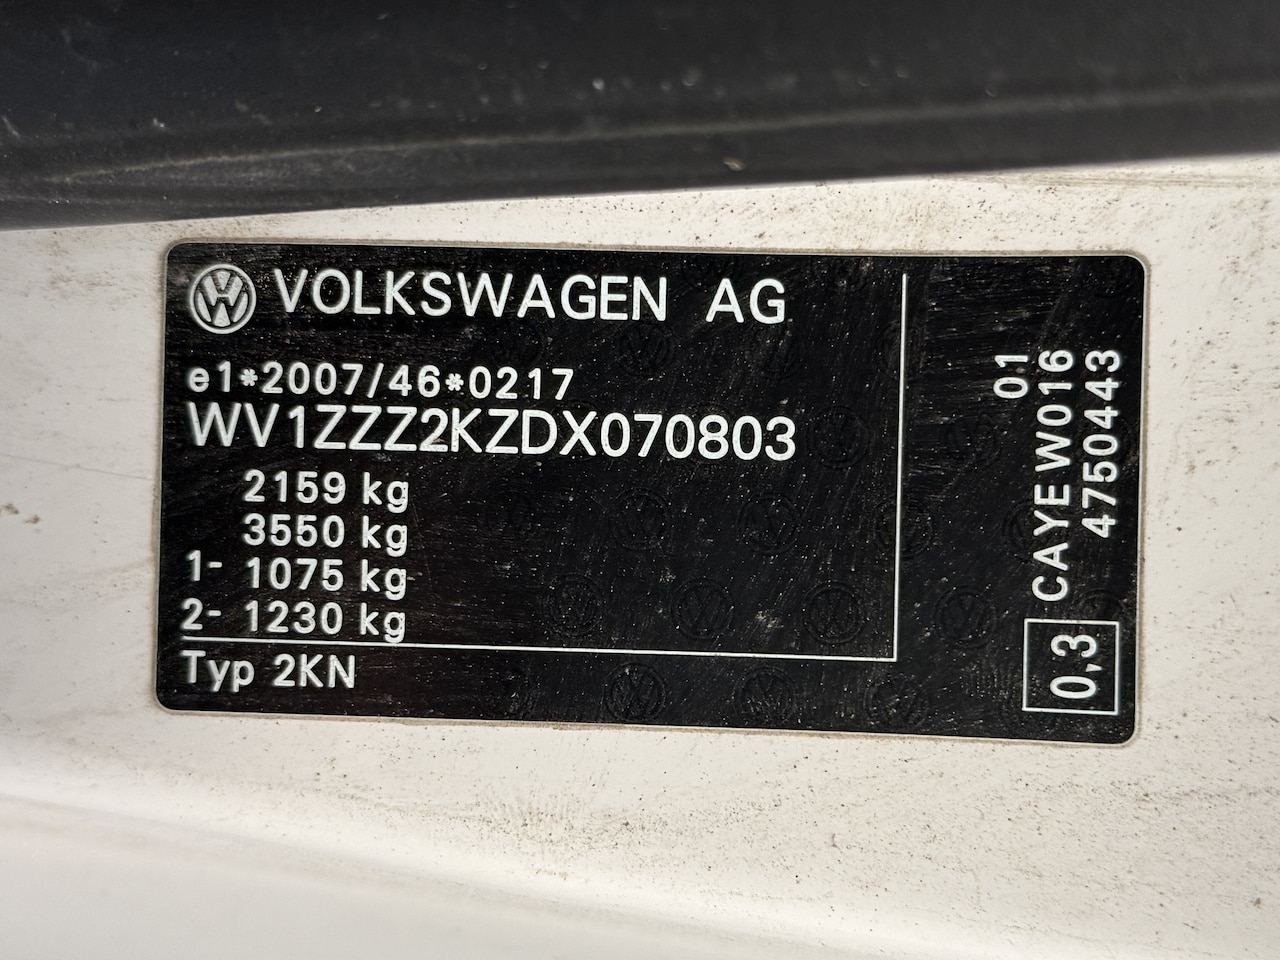 VOLKSWAGEN AG
e1*2007/46*0217
WV1ZZZ2KZDX070803
2159 kg
3550 kg
1- 1075 kg
2- 1230 kg
Typ 2KN
01
CAYE W016
4750443
0,3